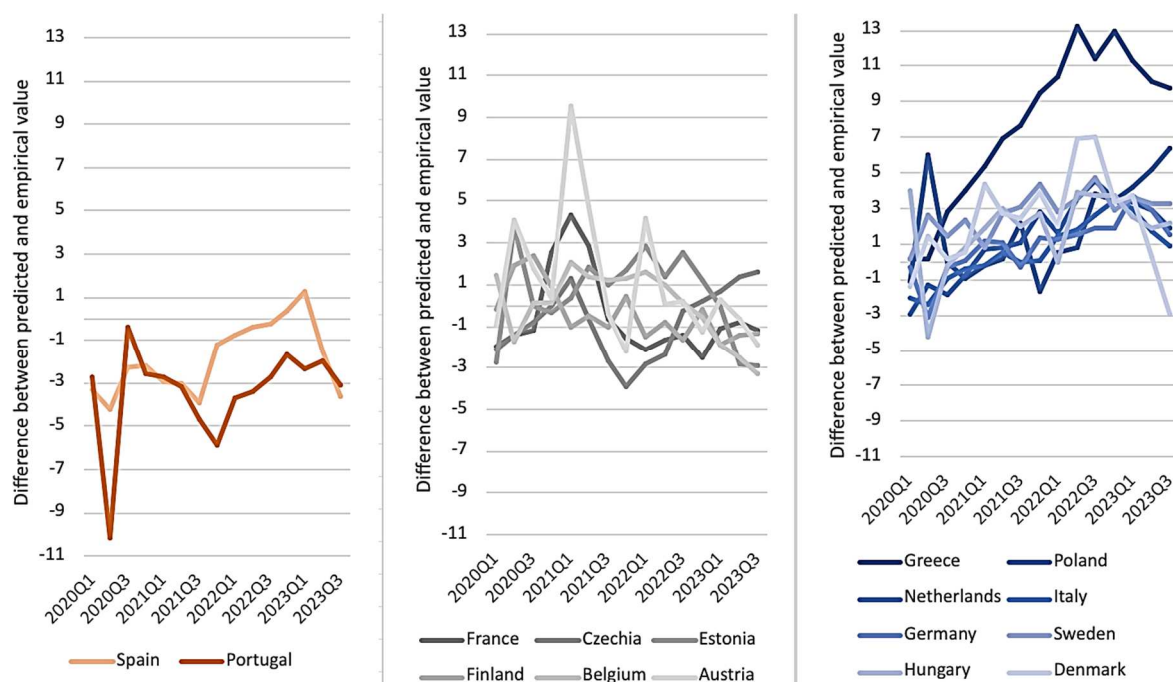 Difference between predicted and empirical value
13
11
9
7
5
3
1
-1
-3
-5
-7
-9
-11
2020Q1
2020Q3
2021Q1
2021Q3
2022Q1
2022Q3
2023Q1
2023Q3
Spain Portugal
Difference between predicted and empirical value
13
11
9
7
5
3
1
-1
-3
-5
-7
-9
-11
2020Q1
2020Q3
2021Q1
2021Q3
2022Q1
2022Q3
2023Q1
2023Q3
France Czechia Estonia
Finland Belgium Austria
Difference between predicted and empirical value
13
11
9
7
5
3
1
-1
-3
-5
-7
-9
-11
2020Q1
2020Q3
2021Q1
2021Q3
2022Q1
2022Q3
2023Q1
2023Q3
Greece Poland
Netherlands Italy
Germany Sweden
Hungary Denmark